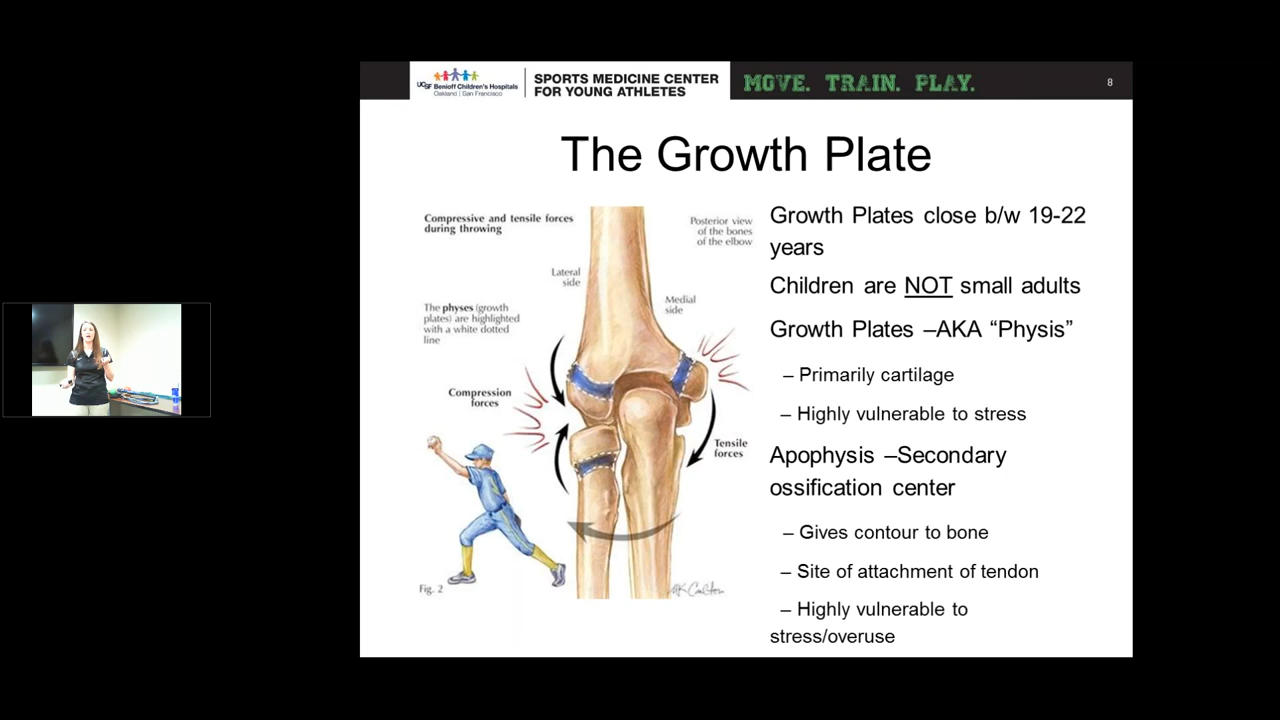 UCSF Benioff Children's Hospitals
Oakland | San Francisco
SPORTS MEDICINE CENTER
FOR YOUNG ATHLETES
MOVE. TRAIN. PLAY.
8
The Growth Plate
Compressive and tensile forces
during throwing
Posterior view
of the bones
of the elbow
Lateral
side
Medial
side
The physes (growth
plates) are highlighted
with a white dotted
line
Compression
forces
Tensile
forces
Fig. 2
Growth Plates close b/w 19-22
years
Children are NOT small adults
Growth Plates –AKA “Physis”
– Primarily cartilage
– Highly vulnerable to stress
Apophysis –Secondary
ossification center
– Gives contour to bone
– Site of attachment of tendon
– Highly vulnerable to
stress/overuse